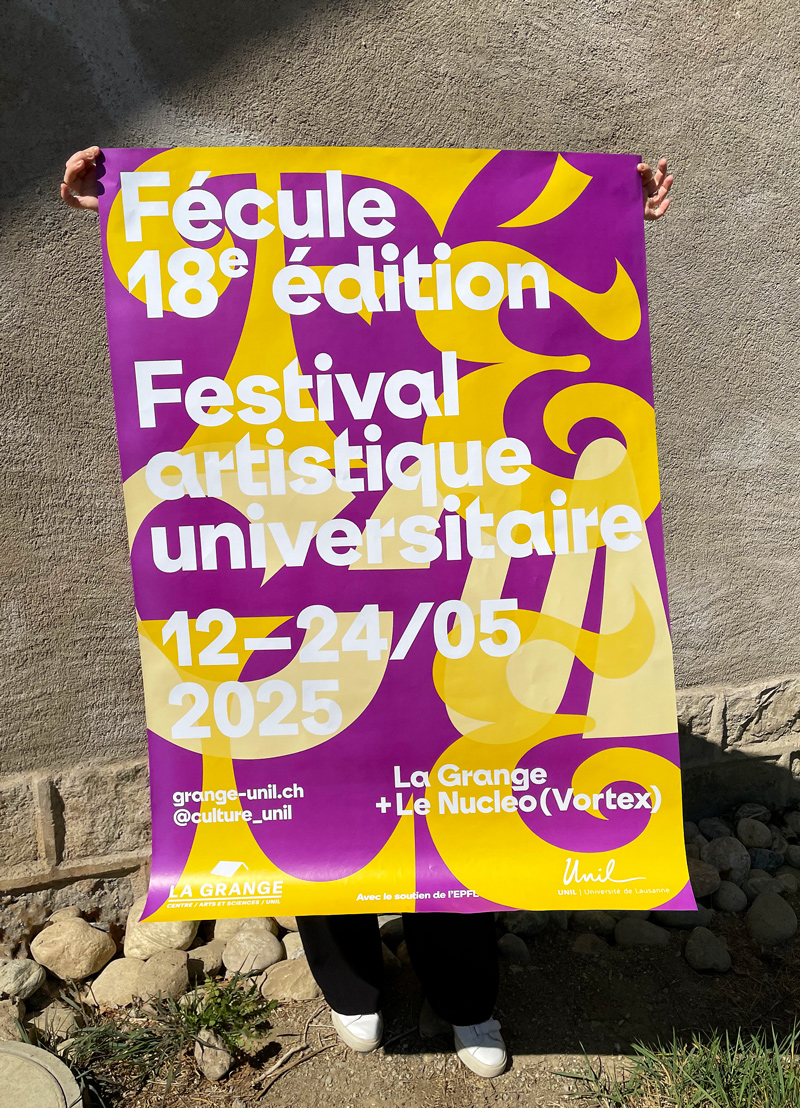 Fécule
18e édition
Festival
artistique
universitaire
12–24/05
2025
La Grange
+Le Nucleo (Vortex)
grange-unil.ch
@culture_unil
LA GRANGE
CENTRE / ARTS ET SCIENCES / UNIL
Avec le soutien de l'EPFL
Unil
UNIL | Université de Lausanne